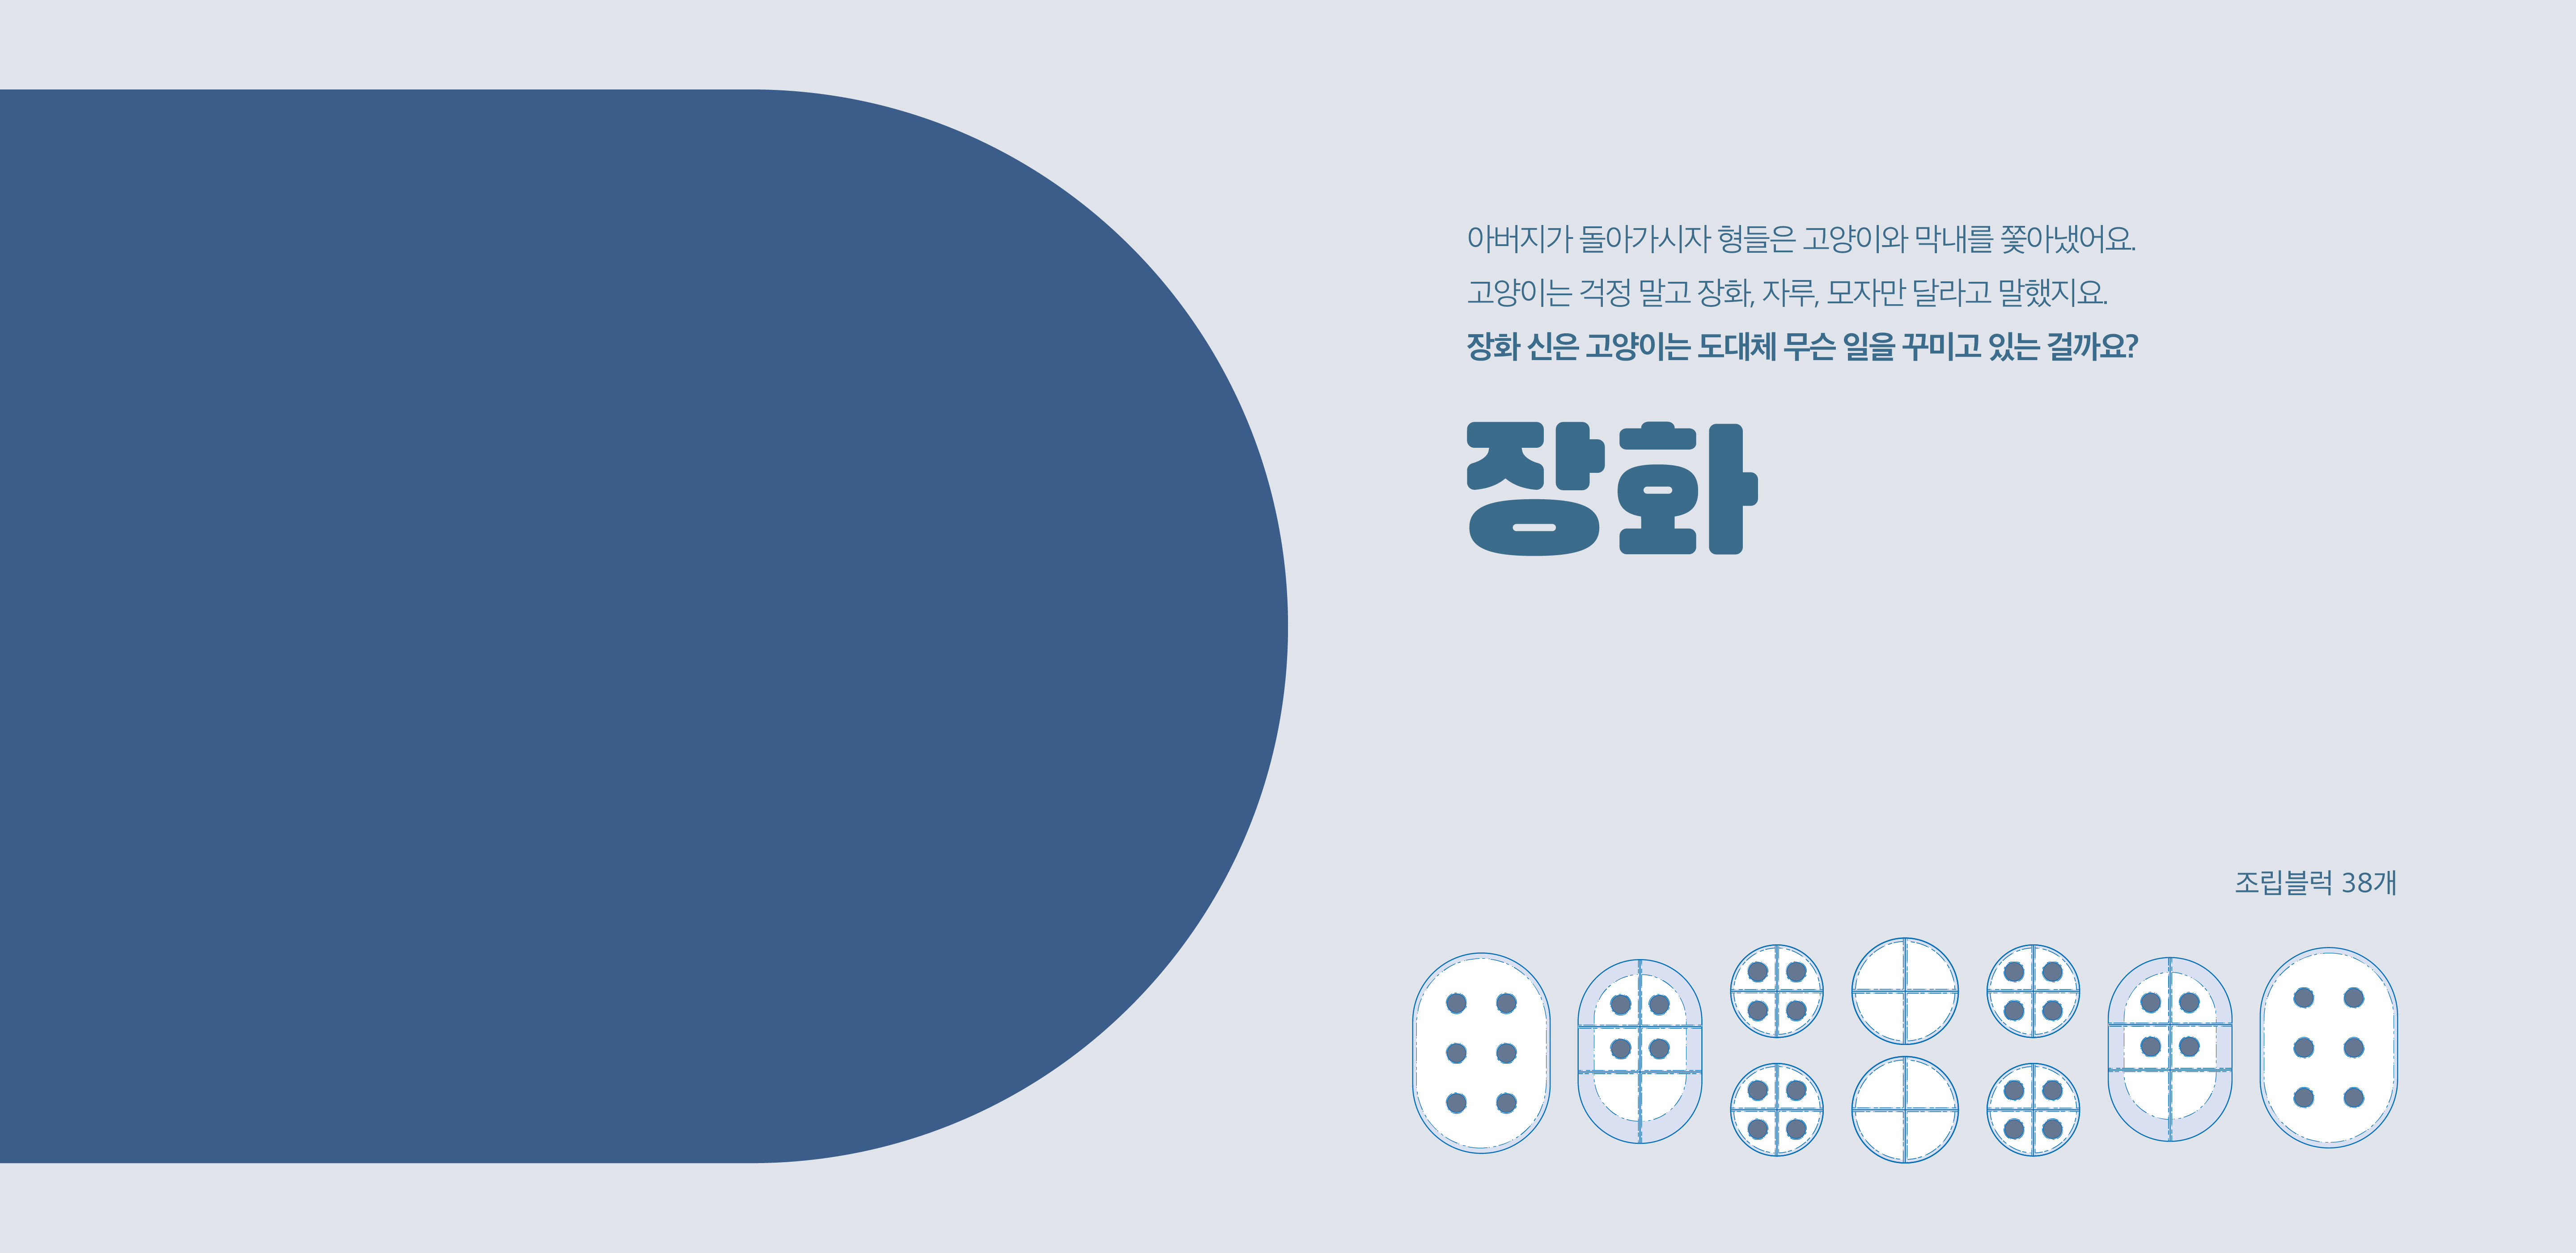 아버지가 돌아가시자 형들은 고양이와 막내를 쫓아냈어요.
고양이는 걱정 말고 장화, 자루, 모자만 달라고 말했지요.
장화 신은 고양이는 도대체 무슨 일을 꾸미고 있는 걸까요?
장화
조립블럭 38개